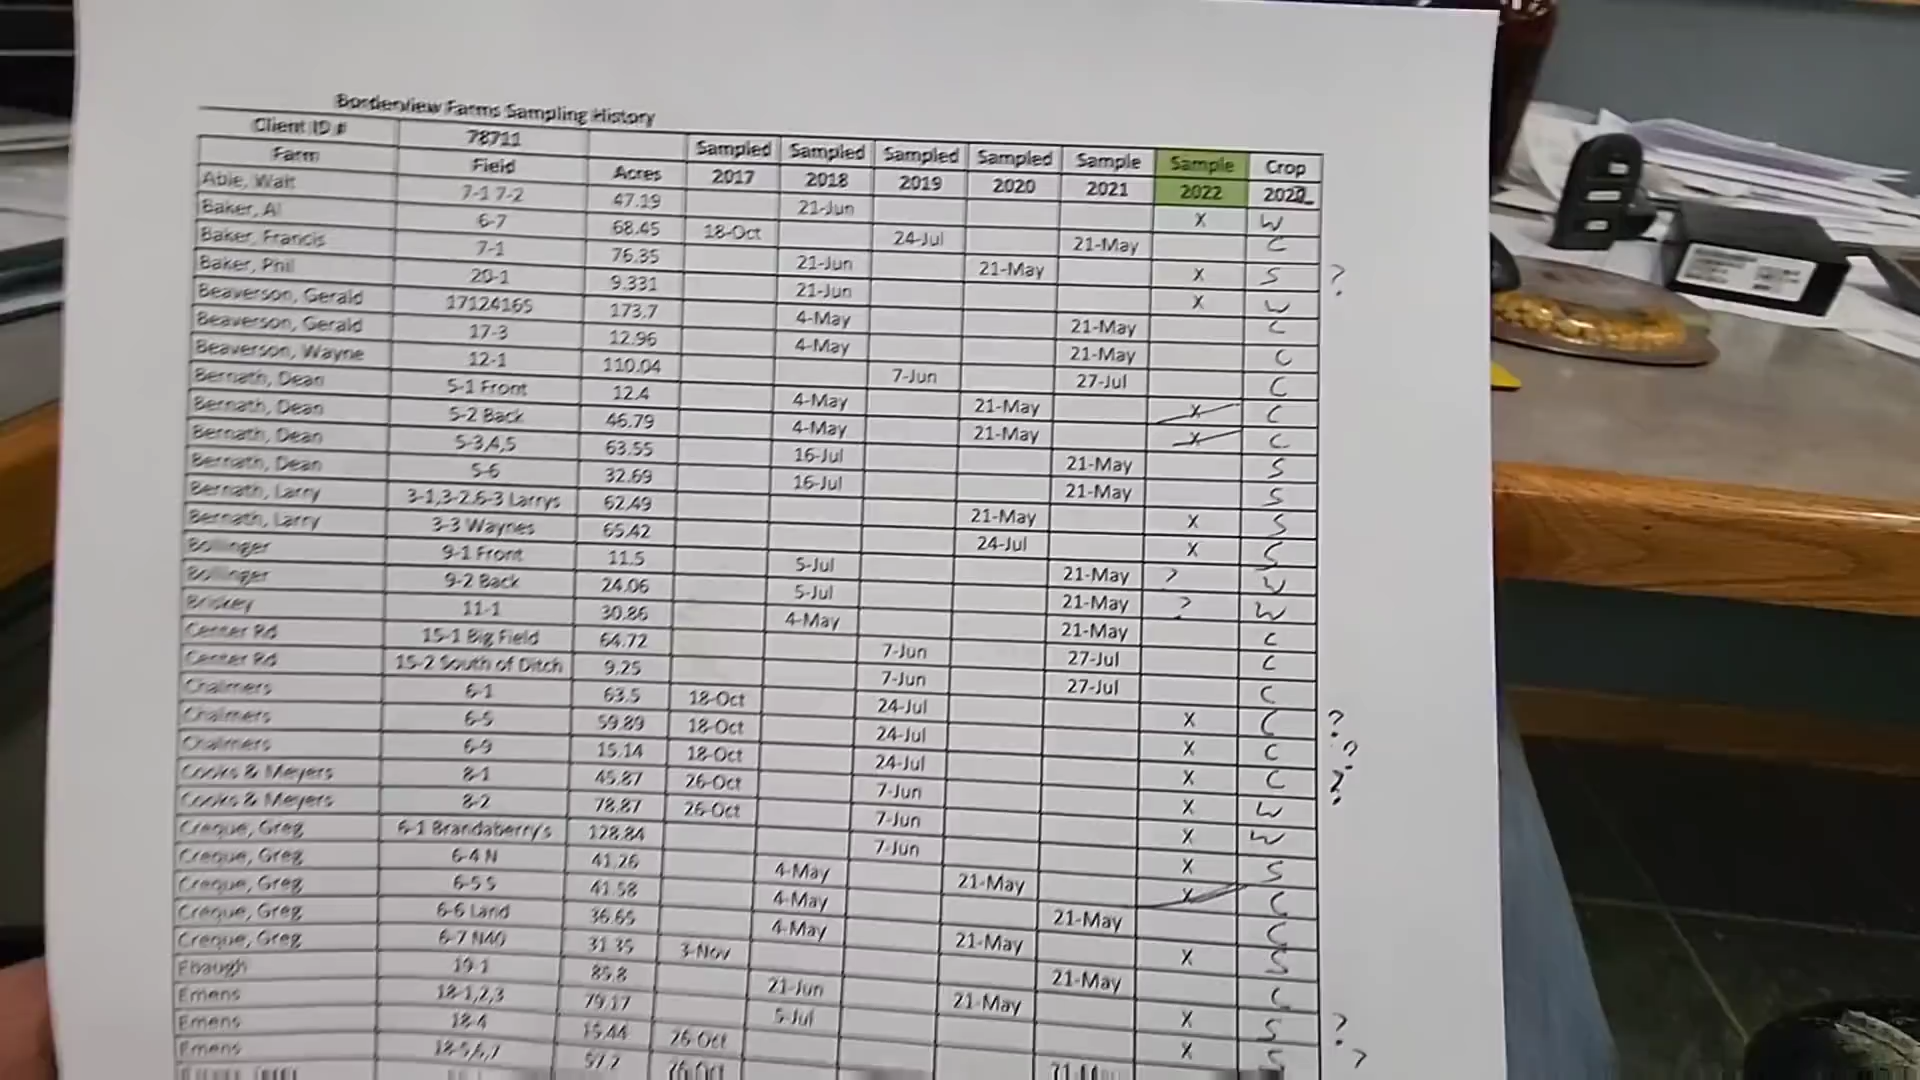 Borderview Farms Sampling History
Client ID # 78711 Sampled Sampled Sampled Sampled Sample Sample Crop
Farm Field Acres 2017 2018 2019 2020 2021 2022 2022
Abie, Walt 7-1 7-2 47.19 21-Jun X W
Baker, Al 6-7 68.45 18-Oct 24-Jul 21-May C
Baker, Francis 7-1 76.35 21-Jun 21-May X S ?
Baker, Phil 20-1 9.331 21-Jun X W
Beaverson, Gerald 17124165 173.7 4-May 21-May C
Beaverson, Gerald 17-3 12.96 4-May 21-May C
Beaverson, Wayne 12-1 110.04 7-Jun 27-Jul C
Bernath, Dean 5-1 Front 12.4 4-May 21-May X C
Bernath, Dean 5-2 Back 46.79 4-May 21-May X C
Bernath, Dean 5-3,4,5 63.55 16-Jul 21-May S
Bernath, Dean 5-6 32.69 16-Jul 21-May S
Bernath, Larry 3-1,3-2,6-3 Larrys 62.49 21-May X S
Bernath, Larry 3-3 Waynes 65.42 24-Jul X S
Bollinger 9-1 Front 11.5 5-Jul 21-May ? W
Bollinger 9-2 Back 24.06 5-Jul 21-May ? W
Briskey 11-1 30.86 4-May 21-May C
Center Rd 15-1 Big Field 64.72 7-Jun 27-Jul C
Center Rd 15-2 South of Ditch 9.25 7-Jun 27-Jul C
Chalmers 6-1 63.5 18-Oct 24-Jul X C ?
Chalmers 6-5 59.89 18-Oct 24-Jul X C ?
Chalmers 6-9 15.14 18-Oct 24-Jul X C ?
Cooks & Meyers 8-1 45.87 26-Oct 7-Jun X W
Cooks & Meyers 8-2 78.87 26-Oct 7-Jun X W
Creque, Greg 6-1 Brandaberry's 128.84 7-Jun X S
Creque, Greg 6-4 N 41.26 4-May 21-May X C
Creque, Greg 6-5 S 41.58 4-May 21-May C
Creque, Greg 6-6 Land 36.65 4-May 21-May X S
Creque, Greg 6-7 N40 31.35 3-Nov 21-May C
Ebaugh 19-1 85.8 21-Jun 21-May X S ?
Emens 18-1,2,3 79.17 5-Jul X S ?
Emens 18-4 15.44 26-Oct
Emens 18-5,6,7 57.7 26-Oct